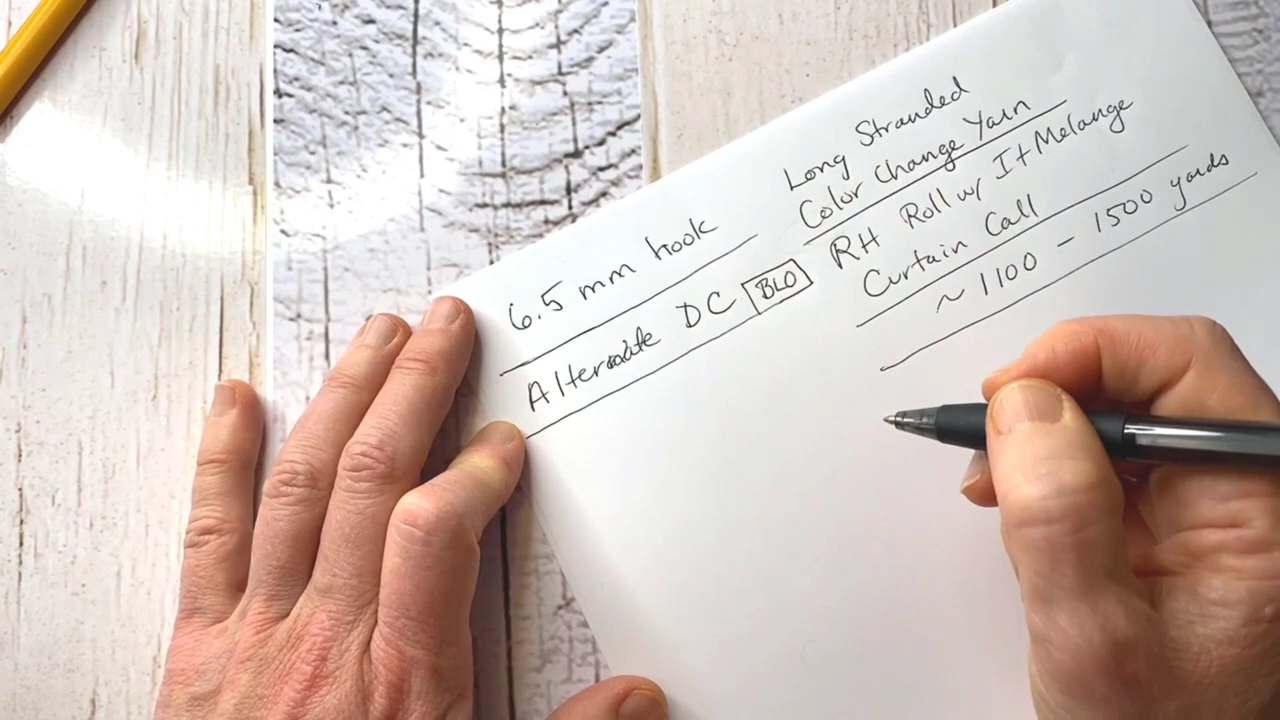 6.5 mm hook
Alternate DC BLO
Long Stranded
Color Change Yarn
RH Roll w/ It Melange
Curtain Call
~ 1100 - 1500 yards